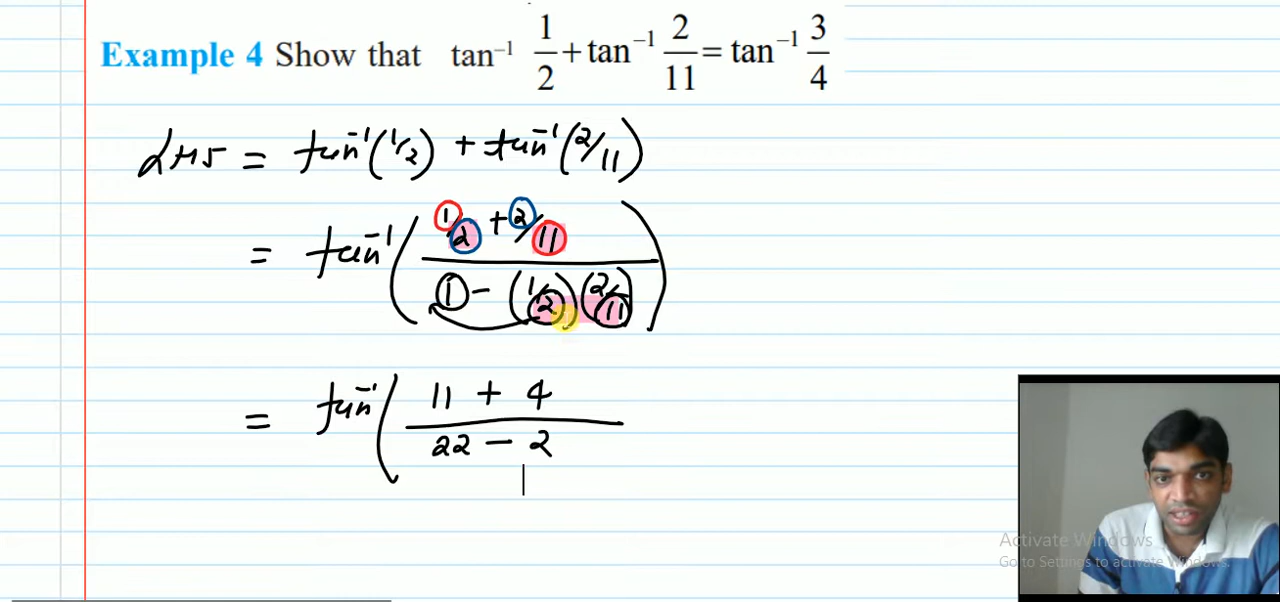 Example 4 Show that tan⁻¹ 1/2 + tan⁻¹ 2/11 = tan⁻¹ 3/4
LHS = tan⁻¹(1/2) + tan⁻¹(2/11)
= tan⁻¹( (1/2 + 2/11) / (1 - (1/2)(2/11)) )
= tan⁻¹( (11 + 4) / (22 - 2)
Activate Windows
Go to Settings to activate Windows.